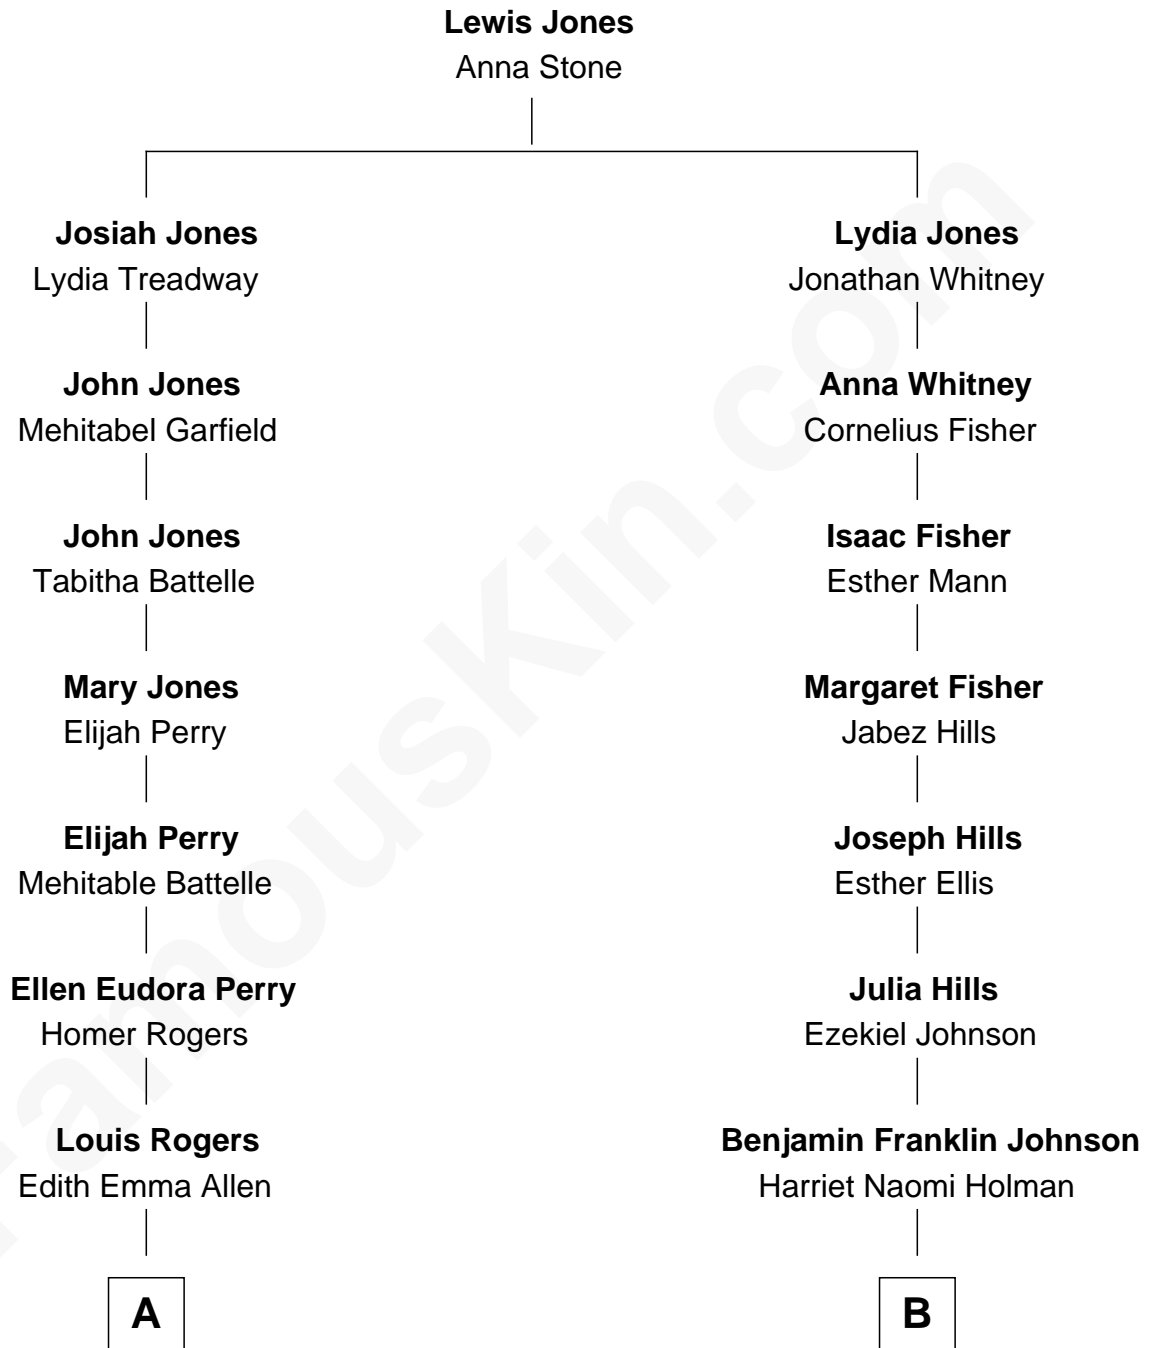 Lewis Jones
Anna Stone
Josiah Jones
Lydia Treadway
Lydia Jones
Jonathan Whitney
John Jones
Mehitabel Garfield
Anna Whitney
Cornelius Fisher
John Jones
Tabitha Battelle
Isaac Fisher
Esther Mann
Mary Jones
Elijah Perry
Margaret Fisher
Jabez Hills
Elijah Perry
Mehitable Battelle
Joseph Hills
Esther Ellis
Ellen Eudora Perry
Homer Rogers
Julia Hills
Ezekiel Johnson
Louis Rogers
Edith Emma Allen
Benjamin Franklin Johnson
Harriet Naomi Holman
A
B
FamousKin.com